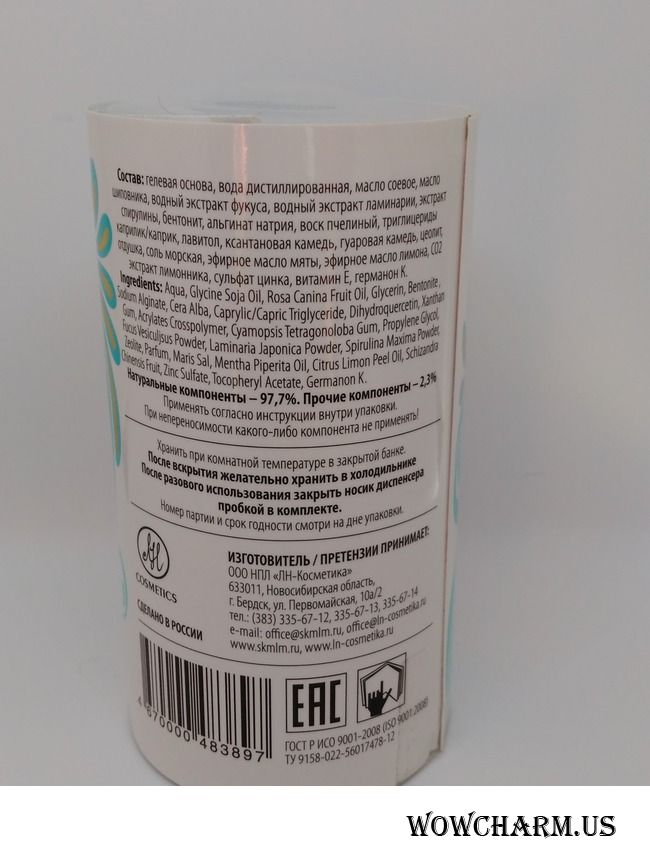 Состав: гелевая основа, вода дистиллированная, масло соевое, масло
шиповника, водный экстракт фукуса, водный экстракт ламинарии, экстракт
спирулины, бентонит, альгинат натрия, воск пчелиный, триглицериды
каприлик/каприк, лавитол, ксантановая камедь, гуаровая камедь, цеолит,
отдушка, соль морская, эфирное масло мяты, эфирное масло лимона, CO2
экстракт лимонника, сульфат цинка, витамин Е, германон К.
Ingredients: Aqua, Glycine Soja Oil, Rosa Canina Fruit Oil, Glycerin, Bentonite,
Sodium Alginate, Cera Alba, Caprylic/Capric Triglyceride, Dihydroquercetin, Xanthan
Gum, Acrylates Crosspolymer, Cyamopsis Tetragonoloba Gum, Propylene Glycol,
Fucus Vesiculjsus Powder, Laminaria Japonica Powder, Spirulina Maxima Powder,
Zeolite, Parfum, Maris Sal, Mentha Piperita Oil, Citrus Limon Peel Oil, Schizandra
Chinensis Fruit, Zinc Sulfate, Tocopheryl Acetate, Germanon K.
Натуральные компоненты – 97,7%. Прочие компоненты – 2,3%
Применять согласно инструкции внутри упаковки.
При непереносимости какого-либо компонента не применять!
Хранить при комнатной температуре в закрытой банке.
После вскрытия желательно хранить в холодильнике
После разового использования закрыть носик диспенсера
пробкой в комплекте.
Номер партии и срок годности смотри на дне упаковки.
COSMETICS
СДЕЛАНО В РОССИИ
ИЗГОТОВИТЕЛЬ / ПРЕТЕНЗИИ ПРИНИМАЕТ:
ООО НПЛ «ЛН-Косметика»
633011, Новосибирская область,
г. Бердск, ул. Первомайская, 10а/2
тел.: (383) 335-67-12, 335-67-13, 335-67-14
e-mail: office@skmlm.ru, office@ln-cosmetika.ru
www.skmlm.ru, www.ln-cosmetika.ru
4 670000 483897
EAC
ГОСТ Р ИСО 9001-2008 (ISO 9001:2008)
ТУ 9158-022-56017478-12
WOWCHARM.US